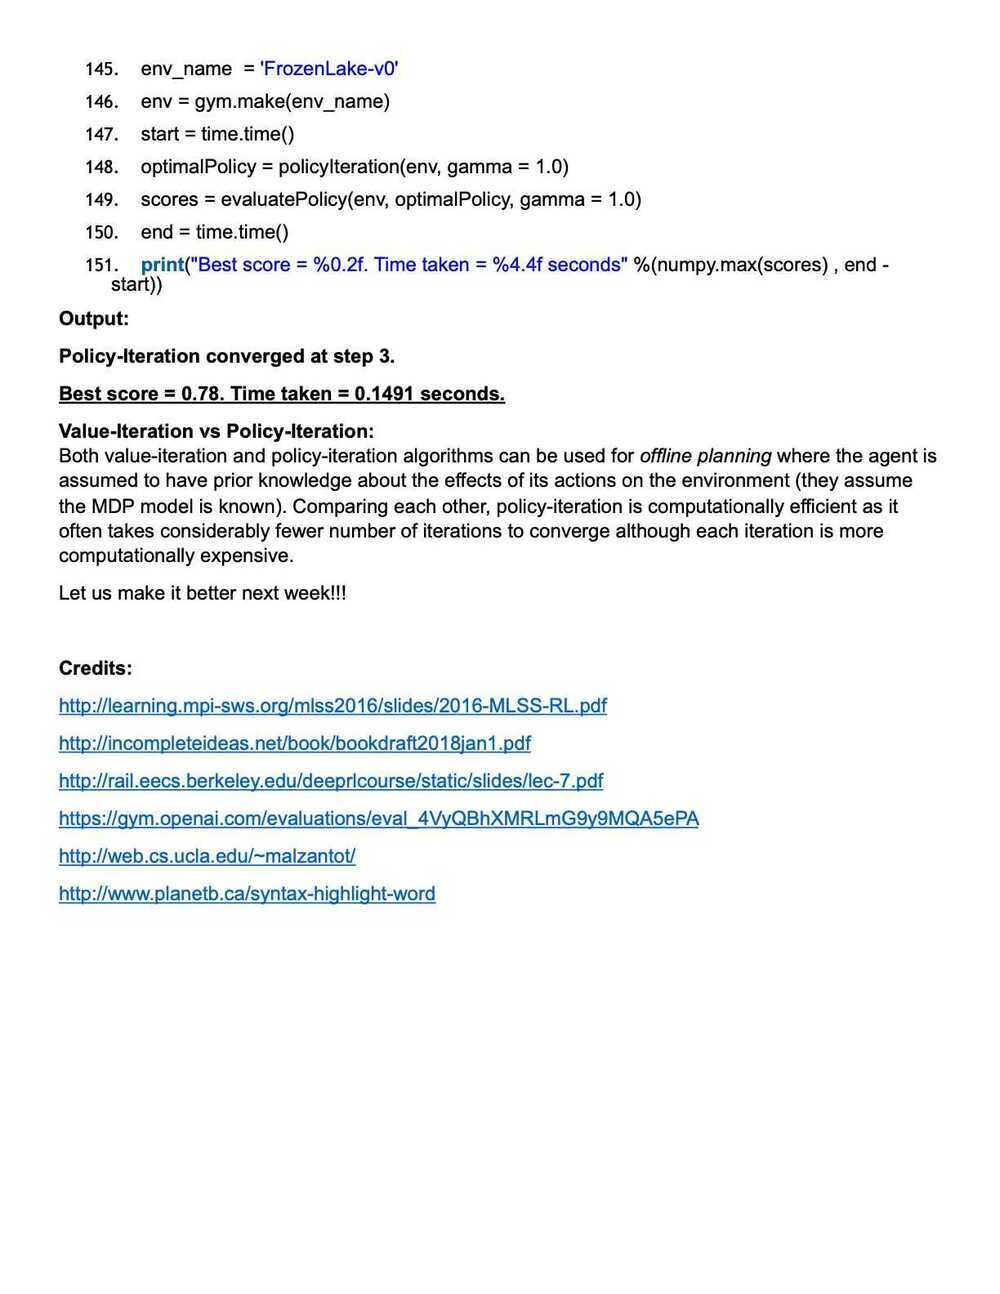 145. env_name = 'FrozenLake-v0'
146. env = gym.make(env_name)
147. start = time.time()
148. optimalPolicy = policyIteration(env, gamma = 1.0)
149. scores = evaluatePolicy(env, optimalPolicy, gamma = 1.0)
150. end = time.time()
151. print("Best score = %0.2f. Time taken = %4.4f seconds" %(numpy.max(scores) , end -
start))
Output:
Policy-Iteration converged at step 3.
Best score = 0.78. Time taken = 0.1491 seconds.
Value-Iteration vs Policy-Iteration:
Both value-iteration and policy-iteration algorithms can be used for offline planning where the agent is
assumed to have prior knowledge about the effects of its actions on the environment (they assume
the MDP model is known). Comparing each other, policy-iteration is computationally efficient as it
often takes considerably fewer number of iterations to converge although each iteration is more
computationally expensive.
Let us make it better next week!!!
Credits:
http://learning.mpi-sws.org/mlss2016/slides/2016-MLSS-RL.pdf
http://incompleteideas.net/book/bookdraft2018jan1.pdf
http://rail.eecs.berkeley.edu/deeprlcourse/static/slides/lec-7.pdf
https://gym.openai.com/evaluations/eval_4VyQBhXMRLmG9y9MQA5ePA
http://web.cs.ucla.edu/~malzantot/
http://www.planetb.ca/syntax-highlight-word